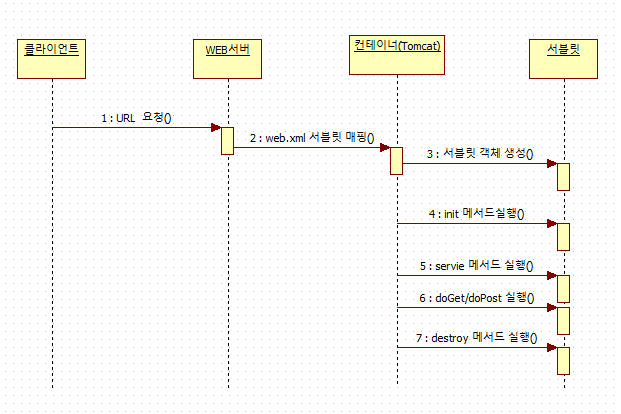 클라이언트
WEB서버
컨테이너(Tomcat)
서블릿
1 : URL 요청()
2 : web.xml 서블릿 매핑()
3 : 서블릿 객체 생성()
4 : init 메서드실행()
5 : servie 메서드 실행()
6 : doGet/doPost 실행()
7 : destroy 메서드 실행()